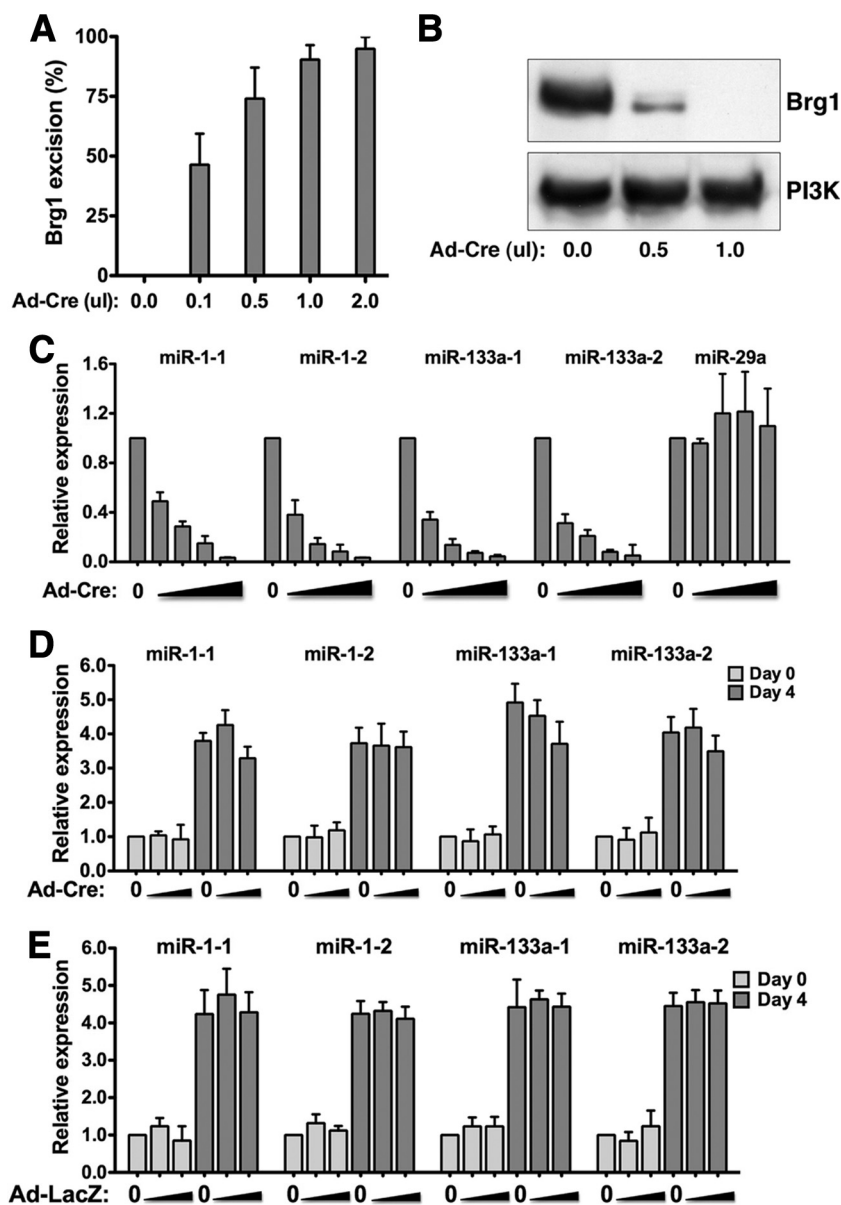 A
Brg1 excision (%)
100
75
50
25
0
Ad-Cre (ul): 0.0 0.1 0.5 1.0 2.0
B
Brg1
PI3K
Ad-Cre (ul): 0.0 0.5 1.0
C
miR-1-1 miR-1-2 miR-133a-1 miR-133a-2 miR-29a
Relative expression
1.6
1.2
0.8
0.4
0.0
Ad-Cre: 0 0 0 0 0
D
miR-1-1 miR-1-2 miR-133a-1 miR-133a-2
Relative expression
6.0
5.0
4.0
3.0
2.0
1.0
0.0
Day 0
Day 4
Ad-Cre: 0 0 0 0 0 0 0 0
E
miR-1-1 miR-1-2 miR-133a-1 miR-133a-2
Relative expression
6.0
5.0
4.0
3.0
2.0
1.0
0.0
Day 0
Day 4
Ad-LacZ: 0 0 0 0 0 0 0 0